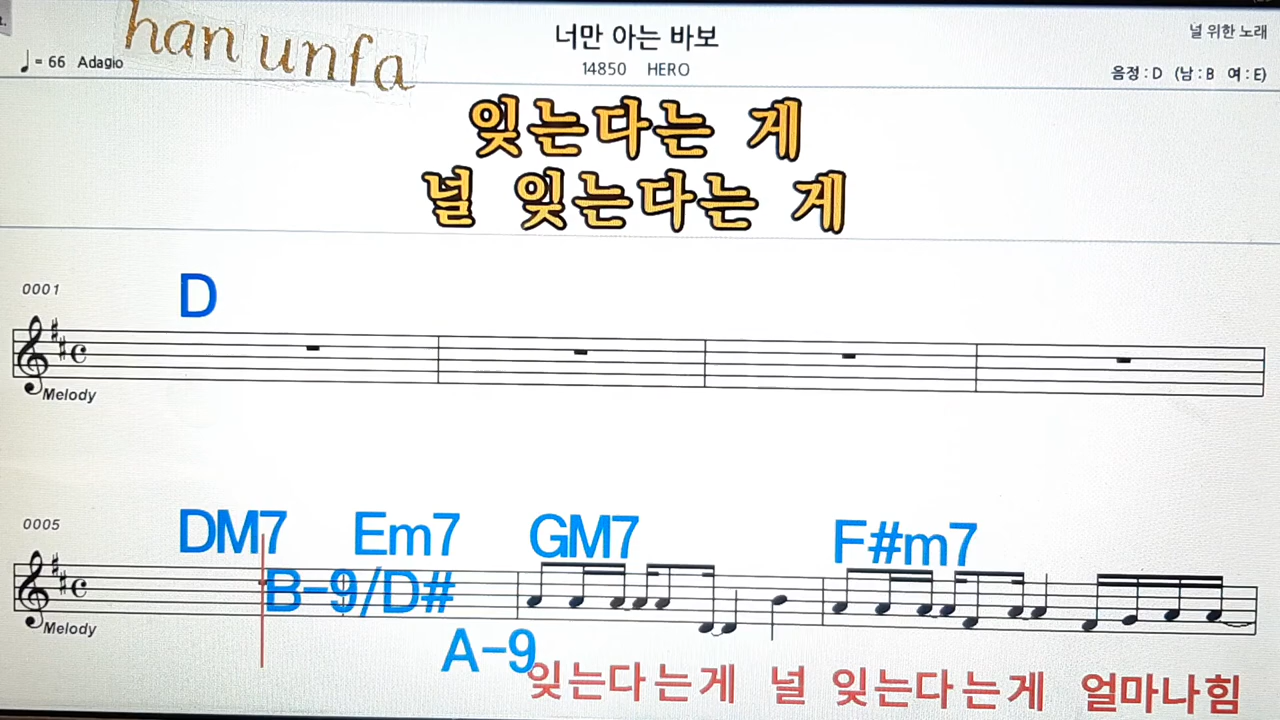 han unfa
너만 아는 바보
널 위한 노래
♩= 66 Adagio
14850 HERO
음정 : D (남 : B 여 : E)
잊는다는 게
널 잊는다는 게
0001
D
Melody
0005
DM7 Em7 GM7 F#m7
B-9/D#
Melody
A-9
잊는다는게 널 잊는다는게 얼마나힘